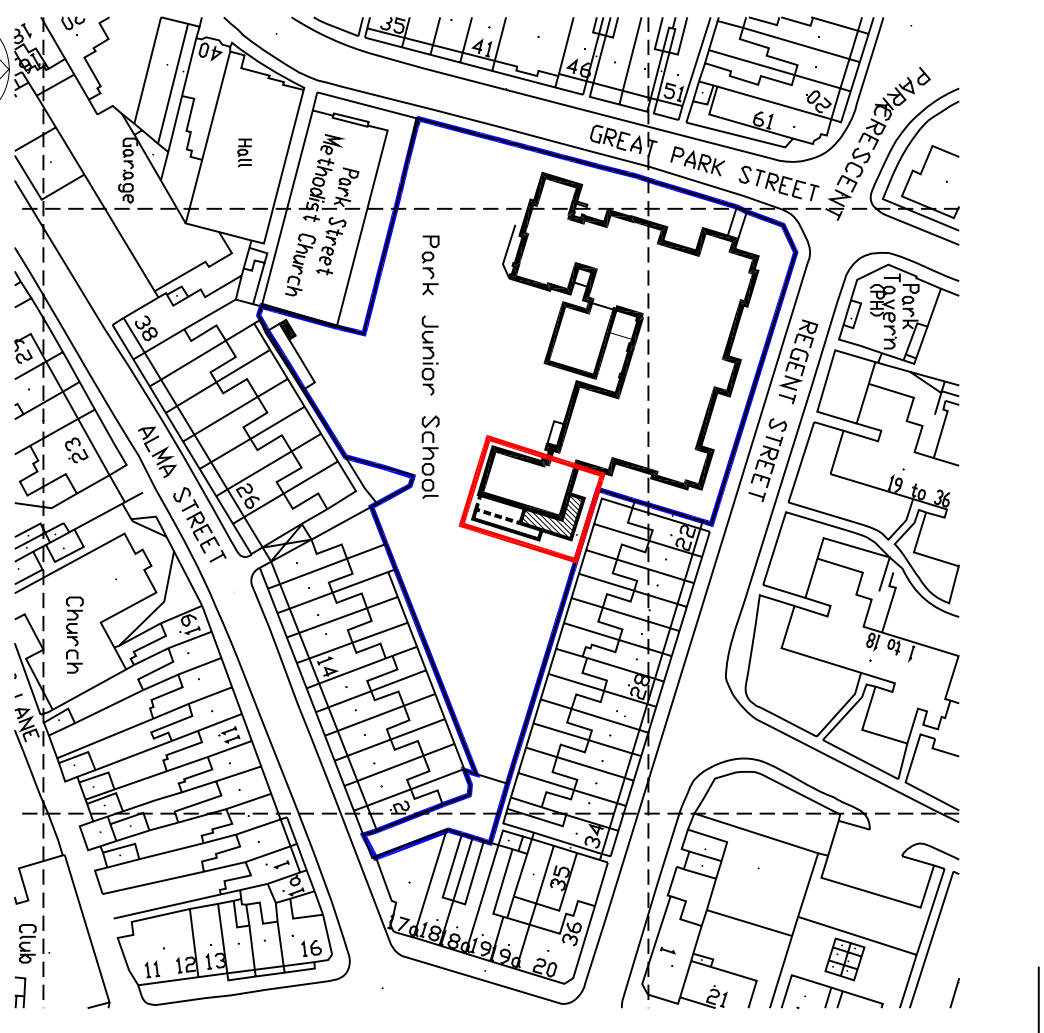 35
41
46
51
61
20
40
PARK
CRESCENT
GREAT PARK STREET
Garage
Hall
Park Street
Methodist Church
Park Junior School
Park
Tavern
(PH)
REGENT STREET
38
23
26
ALMA STREET
19 to 36
22
1 to 18
Church
19
14
28
11
2
34
35
36
1
1a
LANE
Club
11
12
13
16
17a
18
18a
19
19a
20
1
21